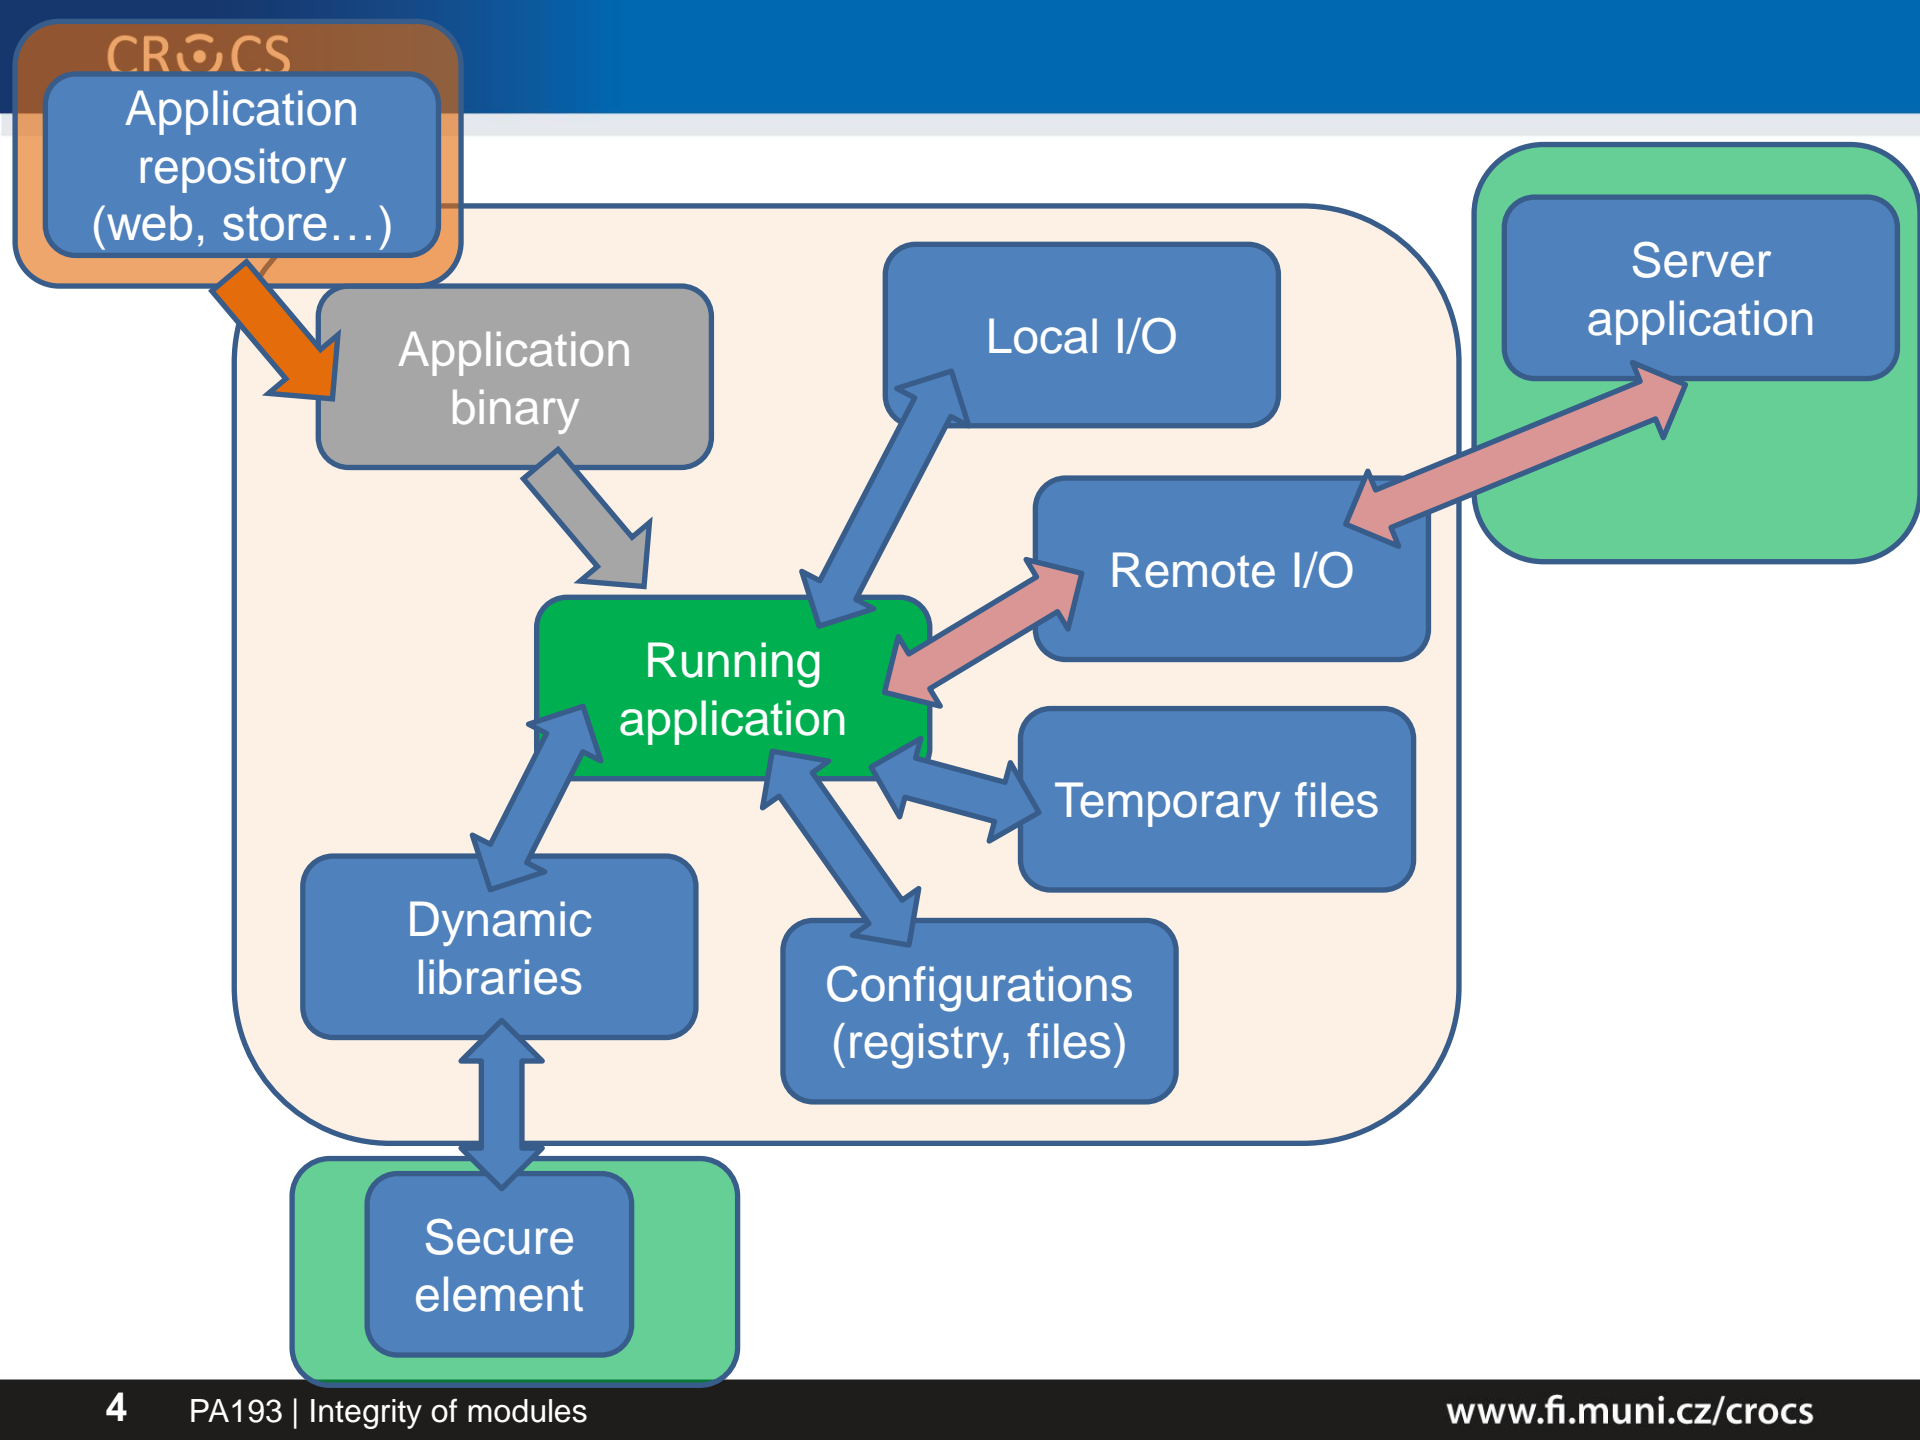 CROCS
Application
repository
(web, store…)
Server
application
Local I/O
Application
binary
Remote I/O
Running
application
Temporary files
Dynamic
libraries
Configurations
(registry, files)
Secure
element
4
PA193 | Integrity of modules
www.fi.muni.cz/crocs